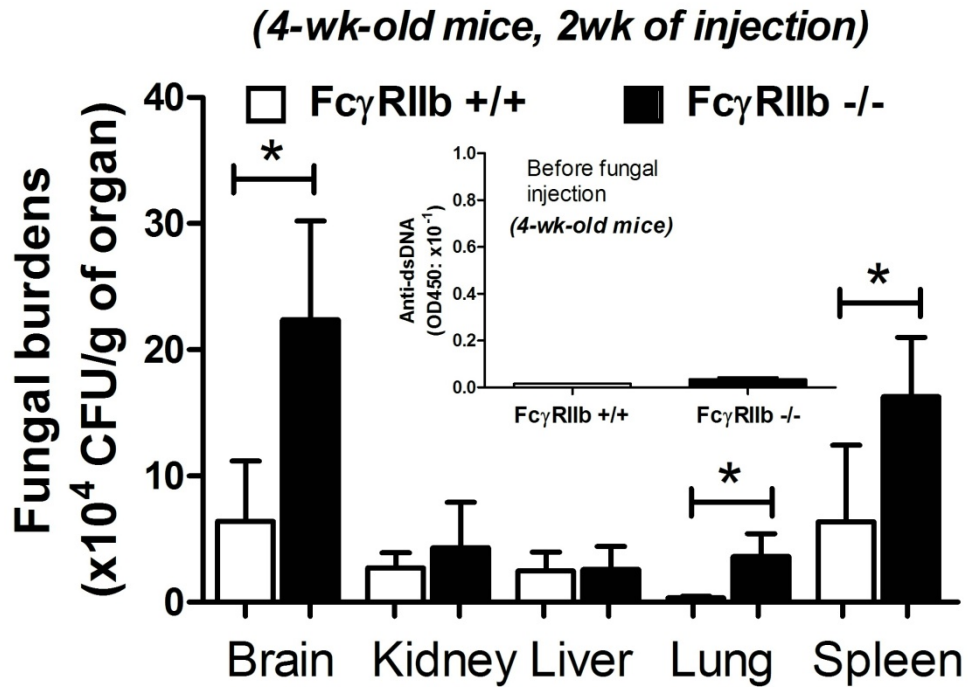 (4-wk-old mice, 2wk of injection)
Fungal burdens
(x10⁴ CFU/g of organ)
40
30
20
10
0
FcγRIIb +/+
FcγRIIb -/-
*
*
*
Anti-dsDNA
(OD450: x10⁻¹)
1.0
0.8
0.6
0.4
0.2
0.0
Before fungal
injection
(4-wk-old mice)
FcγRIIb +/+
FcγRIIb -/-
Brain Kidney Liver Lung Spleen